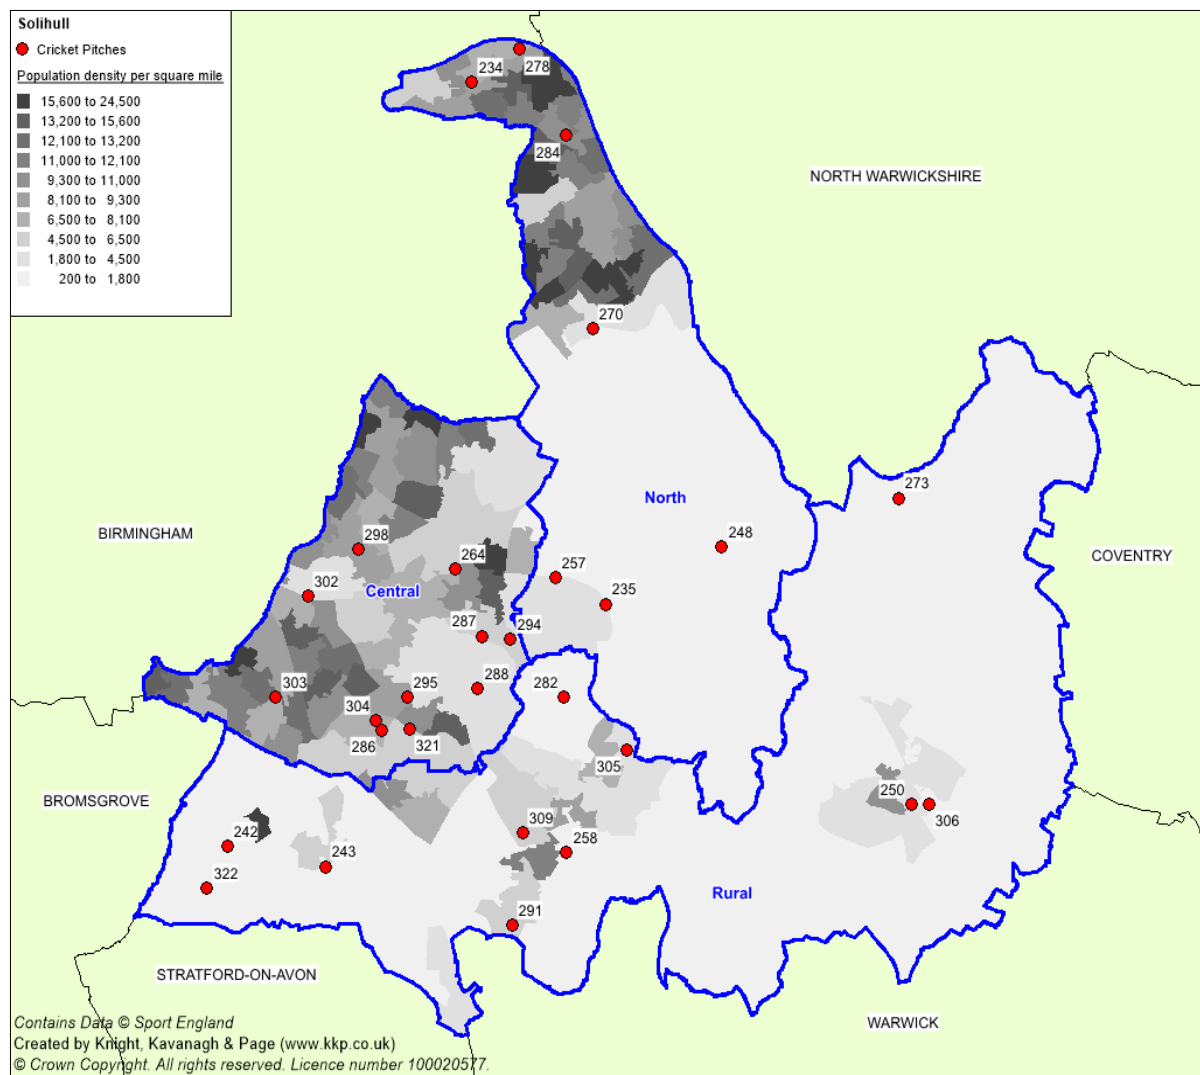 Solihull
Cricket Pitches
Population density per square mile
15,600 to 24,500
13,200 to 15,600
12,100 to 13,200
11,000 to 12,100
9,300 to 11,000
8,100 to 9,300
6,500 to 8,100
4,500 to 6,500
1,800 to 4,500
200 to 1,800
234
278
284
NORTH WARWICKSHIRE
270
273
North
BIRMINGHAM
298
248
COVENTRY
264
257
302
Central
235
287
294
288
282
295
303
304
286
321
305
250
306
BROMSGROVE
309
242
258
243
322
Rural
291
STRATFORD-ON-AVON
WARWICK
Contains Data © Sport England
Created by Knight, Kavanagh & Page (www.kkp.co.uk)
© Crown Copyright. All rights reserved. Licence number 100020577.